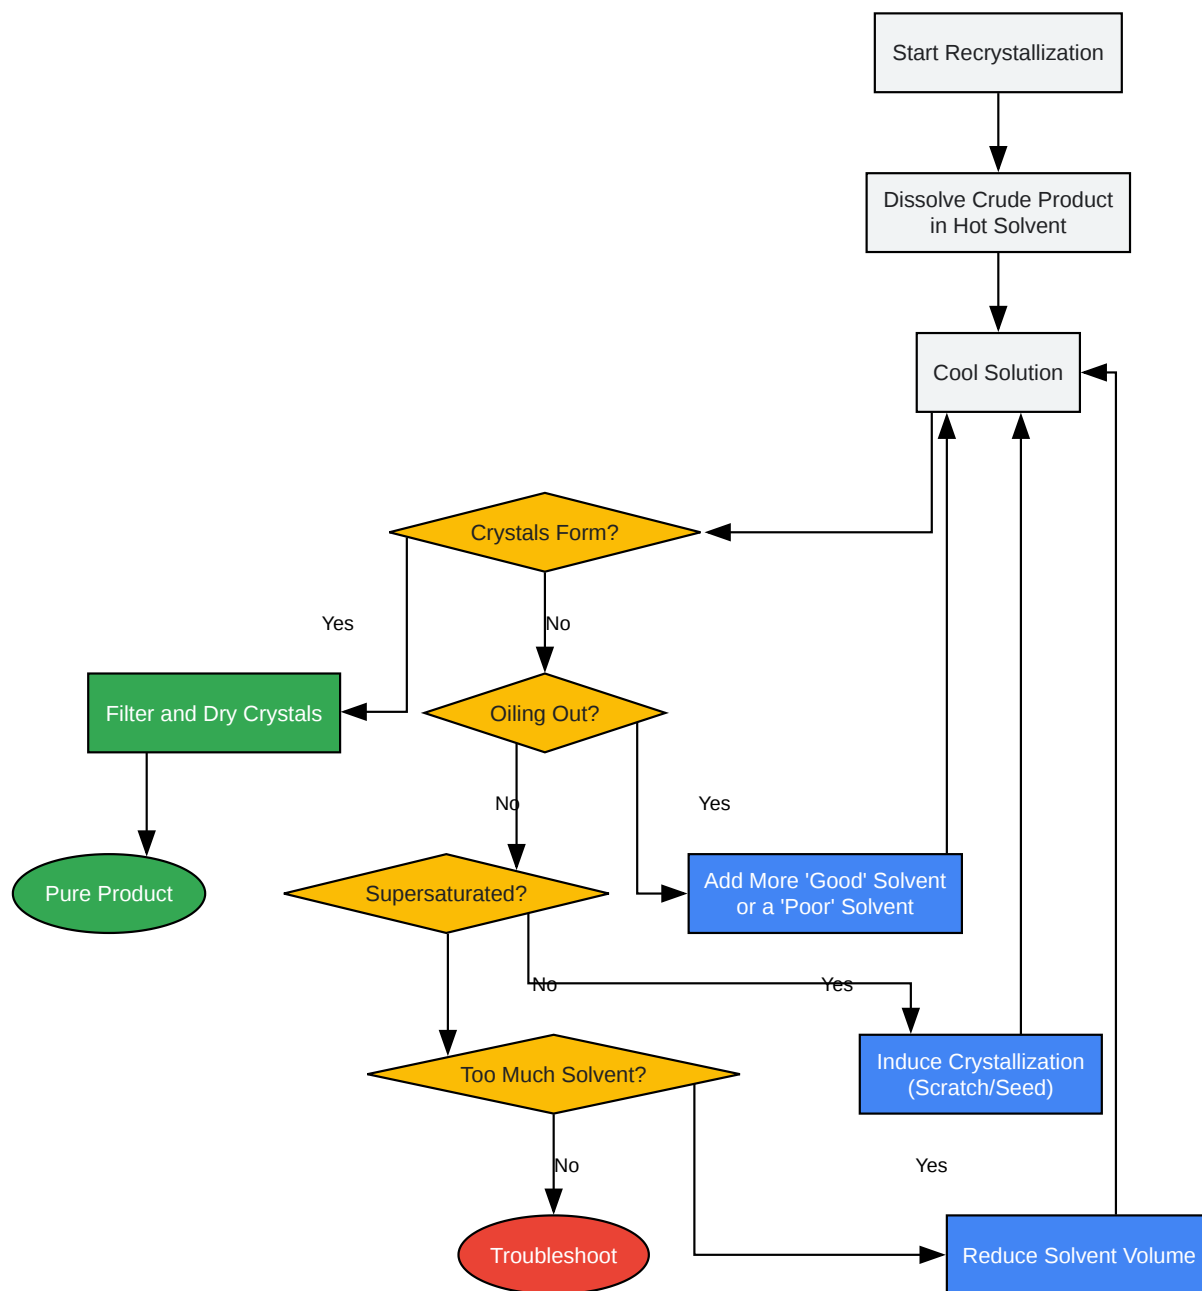 Start Recrystallization
Dissolve Crude Product
in Hot Solvent
Cool Solution
Crystals Form?
Yes
No
Filter and Dry Crystals
Oiling Out?
No
Yes
Pure Product
Supersaturated?
Add More 'Good' Solvent
or a 'Poor' Solvent
No
Yes
Too Much Solvent?
Induce Crystallization
(Scratch/Seed)
No
Yes
Troubleshoot
Reduce Solvent Volume